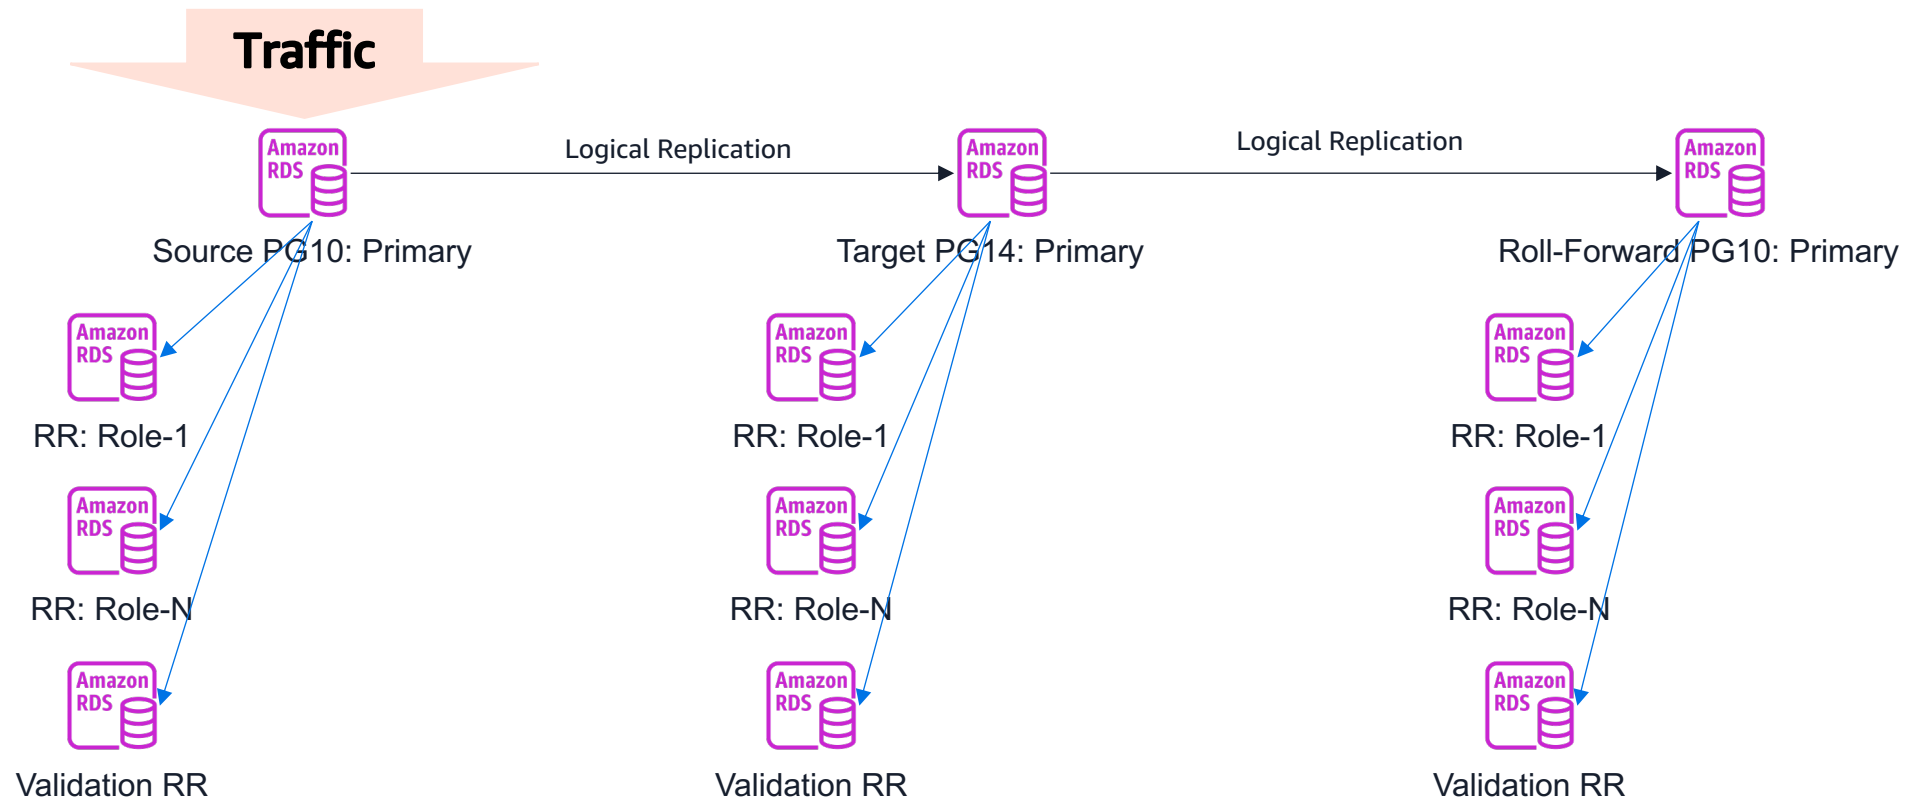 Traffic
Amazon
RDS
Logical Replication
Amazon
RDS
Logical Replication
Amazon
RDS
Source PG10: Primary
Target PG14: Primary
Roll-Forward PG10: Primary
Amazon
RDS
Amazon
RDS
Amazon
RDS
RR: Role-1
RR: Role-1
RR: Role-1
Amazon
RDS
Amazon
RDS
Amazon
RDS
RR: Role-N
RR: Role-N
RR: Role-N
Amazon
RDS
Amazon
RDS
Amazon
RDS
Validation RR
Validation RR
Validation RR